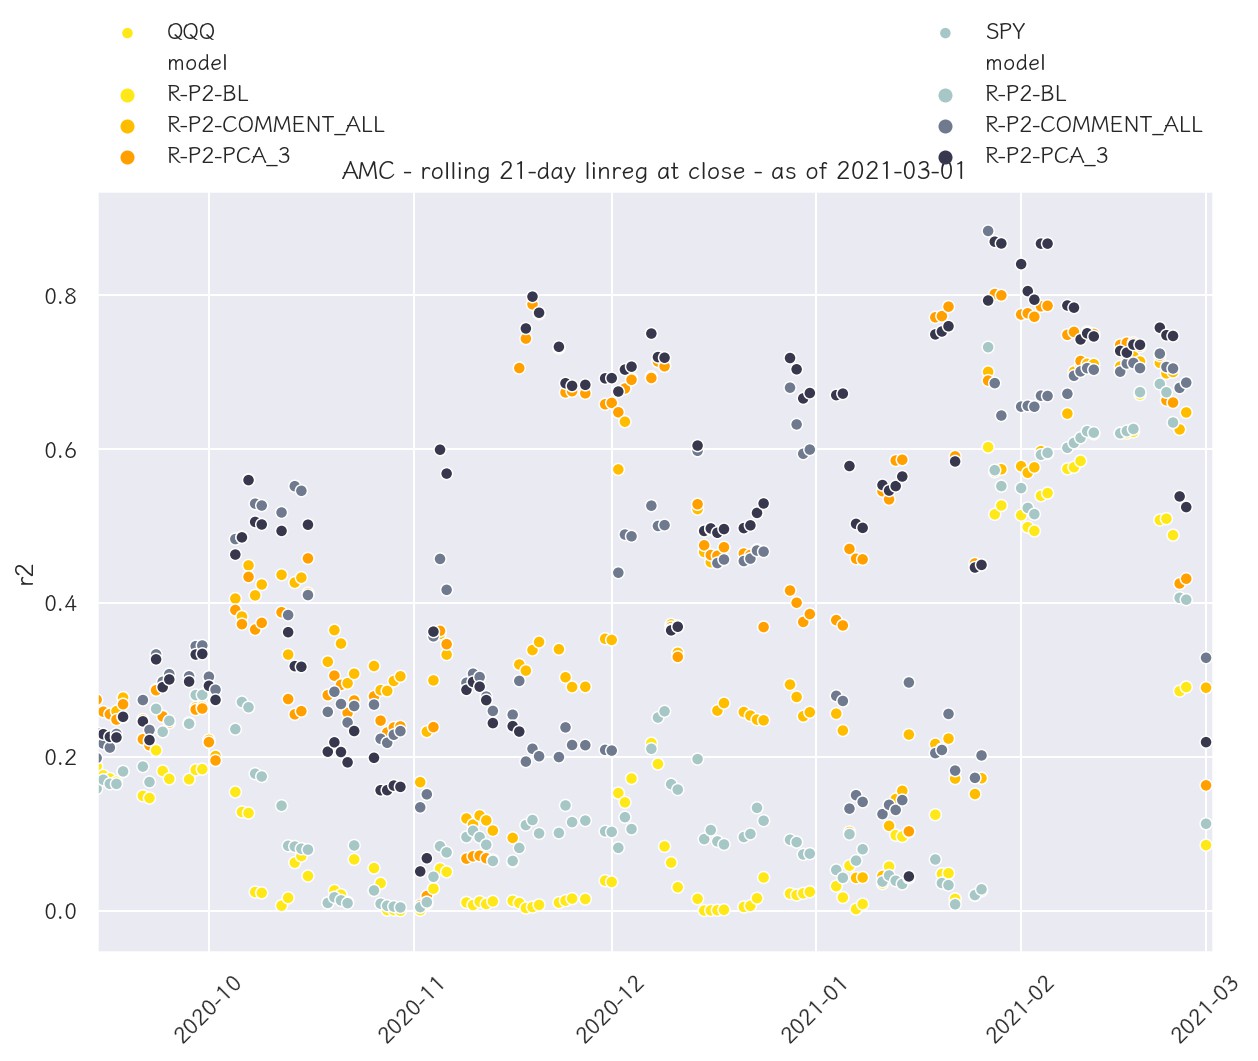 QQQ
model
R-P2-BL
R-P2-COMMENT_ALL
R-P2-PCA_3
SPY
model
R-P2-BL
R-P2-COMMENT_ALL
R-P2-PCA_3
AMC - rolling 21-day linreg at close - as of 2021-03-01
r2
0.8
0.6
0.4
0.2
0.0
2020-10
2020-11
2020-12
2021-01
2021-02
2021-03